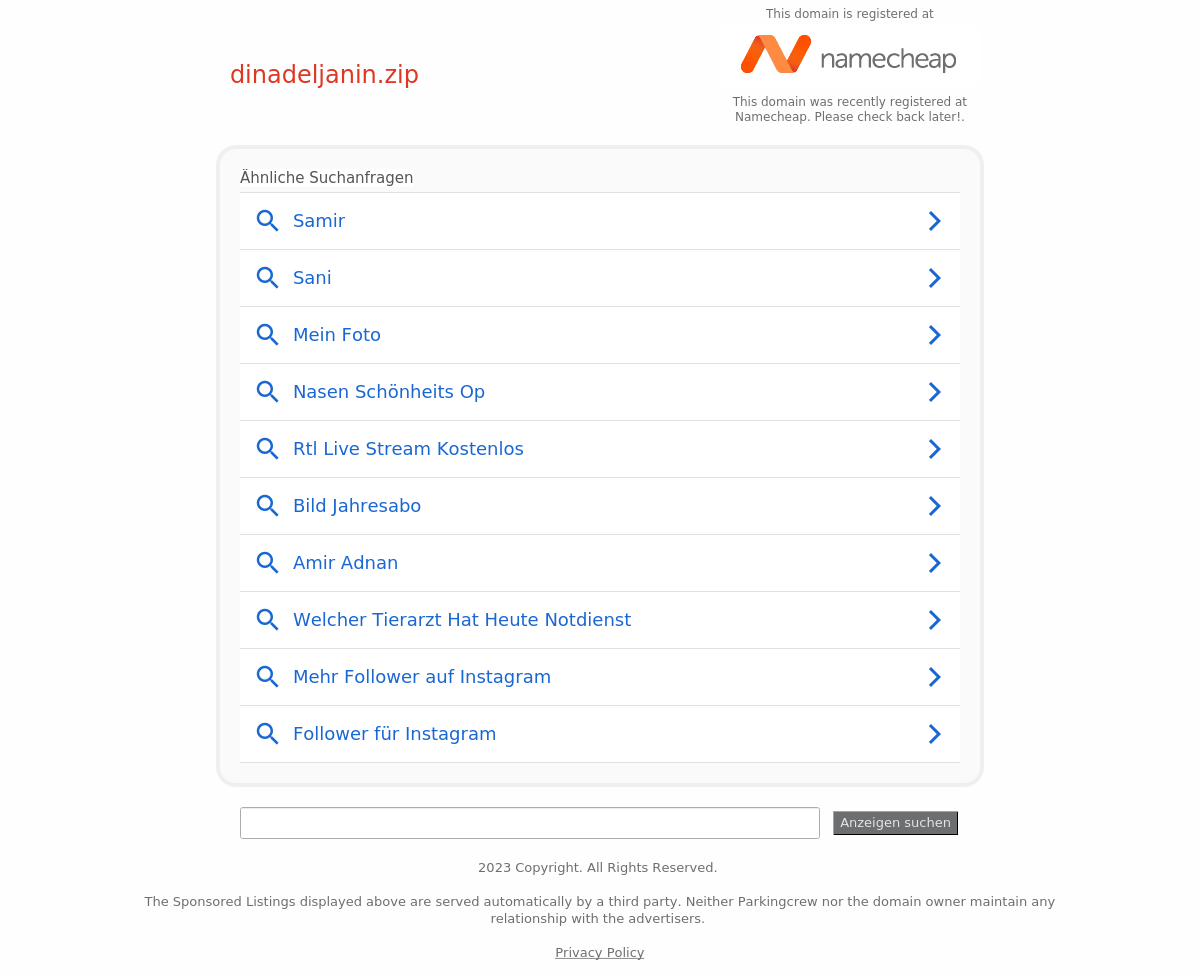 This domain is registered at
namecheap
dinadeljanin.zip
This domain was recently registered at
Namecheap. Please check back later!.
Ähnliche Suchanfragen
Samir
Sani
Mein Foto
Nasen Schönheits Op
Rtl Live Stream Kostenlos
Bild Jahresabo
Amir Adnan
Welcher Tierarzt Hat Heute Notdienst
Mehr Follower auf Instagram
Follower für Instagram
Anzeigen suchen
2023 Copyright. All Rights Reserved.
The Sponsored Listings displayed above are served automatically by a third party. Neither Parkingcrew nor the domain owner maintain any
relationship with the advertisers.
Privacy Policy